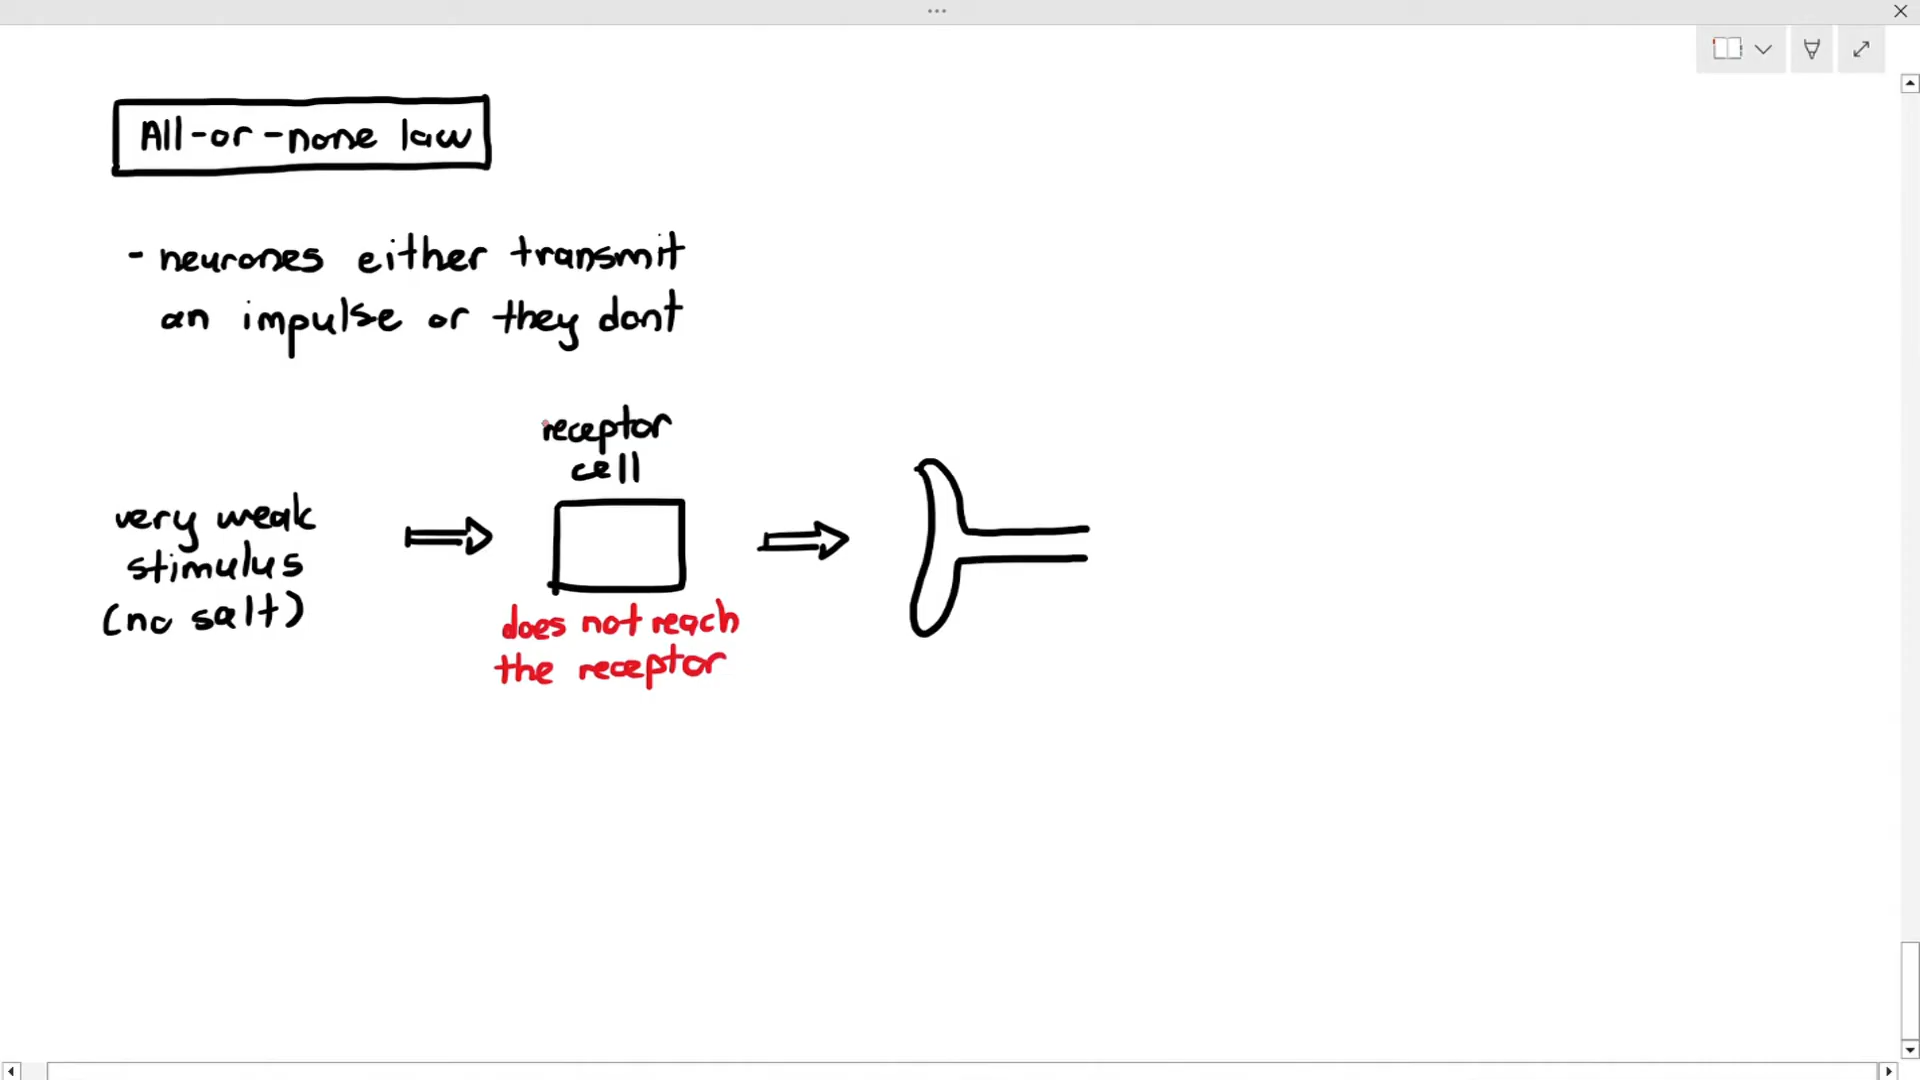 All-or-none law
- neurones either transmit
an impulse or they dont
receptor
cell
very weak
stimulus
(no salt)
does not reach
the receptor